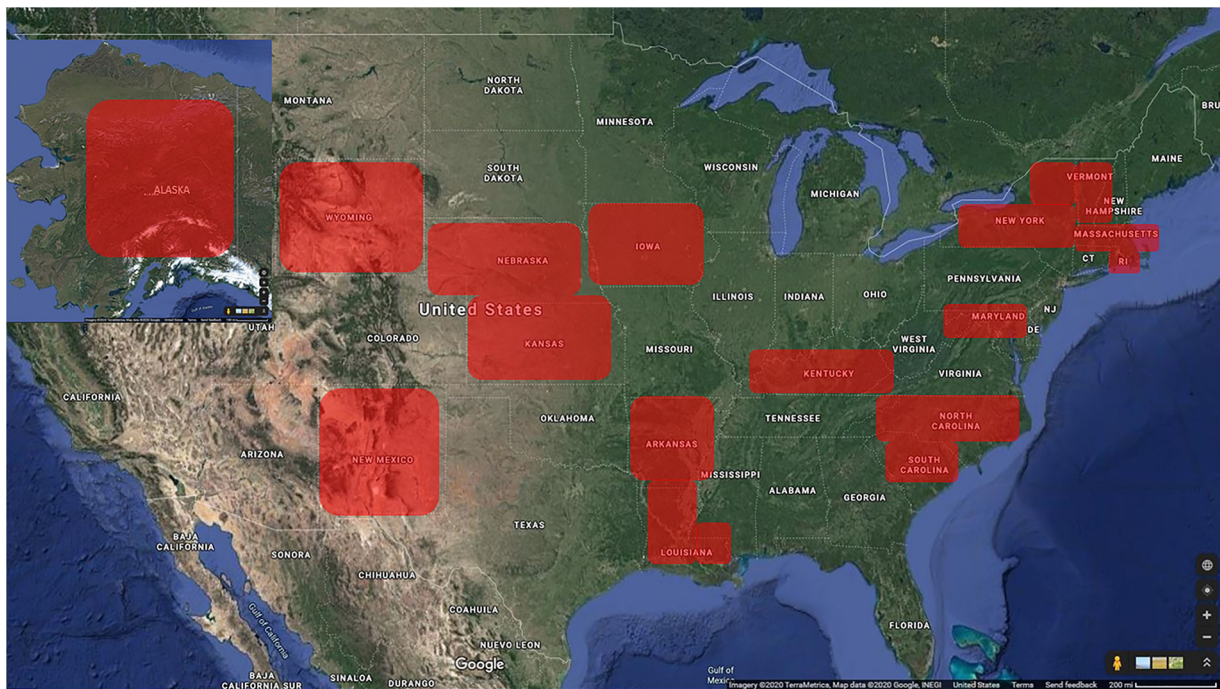 NORTH
DAKOTA
MONTANA
MINNESOTA
BRU
SOUTH
DAKOTA
WISCONSIN
MICHIGAN
MAINE
VERMONT
...ALASKA
WYOMING
NEW
HAMPSHIRE
NEW YORK
MASSACHUSETTS
IOWA
NEBRASKA
CT
RI
PENNSYLVANIA
ILLINOIS
INDIANA
OHIO
United States
NJ
MARYLAND
DE
UTAH
COLORADO
KANSAS
MISSOURI
WEST
VIRGINIA
KENTUCKY
VIRGINIA
CALIFORNIA
OKLAHOMA
TENNESSEE
NORTH
CAROLINA
ARKANSAS
ARIZONA
NEW MEXICO
SOUTH
CAROLINA
MISSISSIPPI
ALABAMA
GEORGIA
TEXAS
BAJA
CALIFORNIA
SONORA
LOUISIANA
CHIHUAHUA
Gulf of California
COAHUILA
FLORIDA
NUEVO LEON
Google
BAJA
CALIFORNIA SUR
SINALOA
DURANGO
Gulf of
Mexico
Imagery ©2020 TerraMetrics, Map data ©2020 Google, INEGI United States Terms Send feedback 200 mi